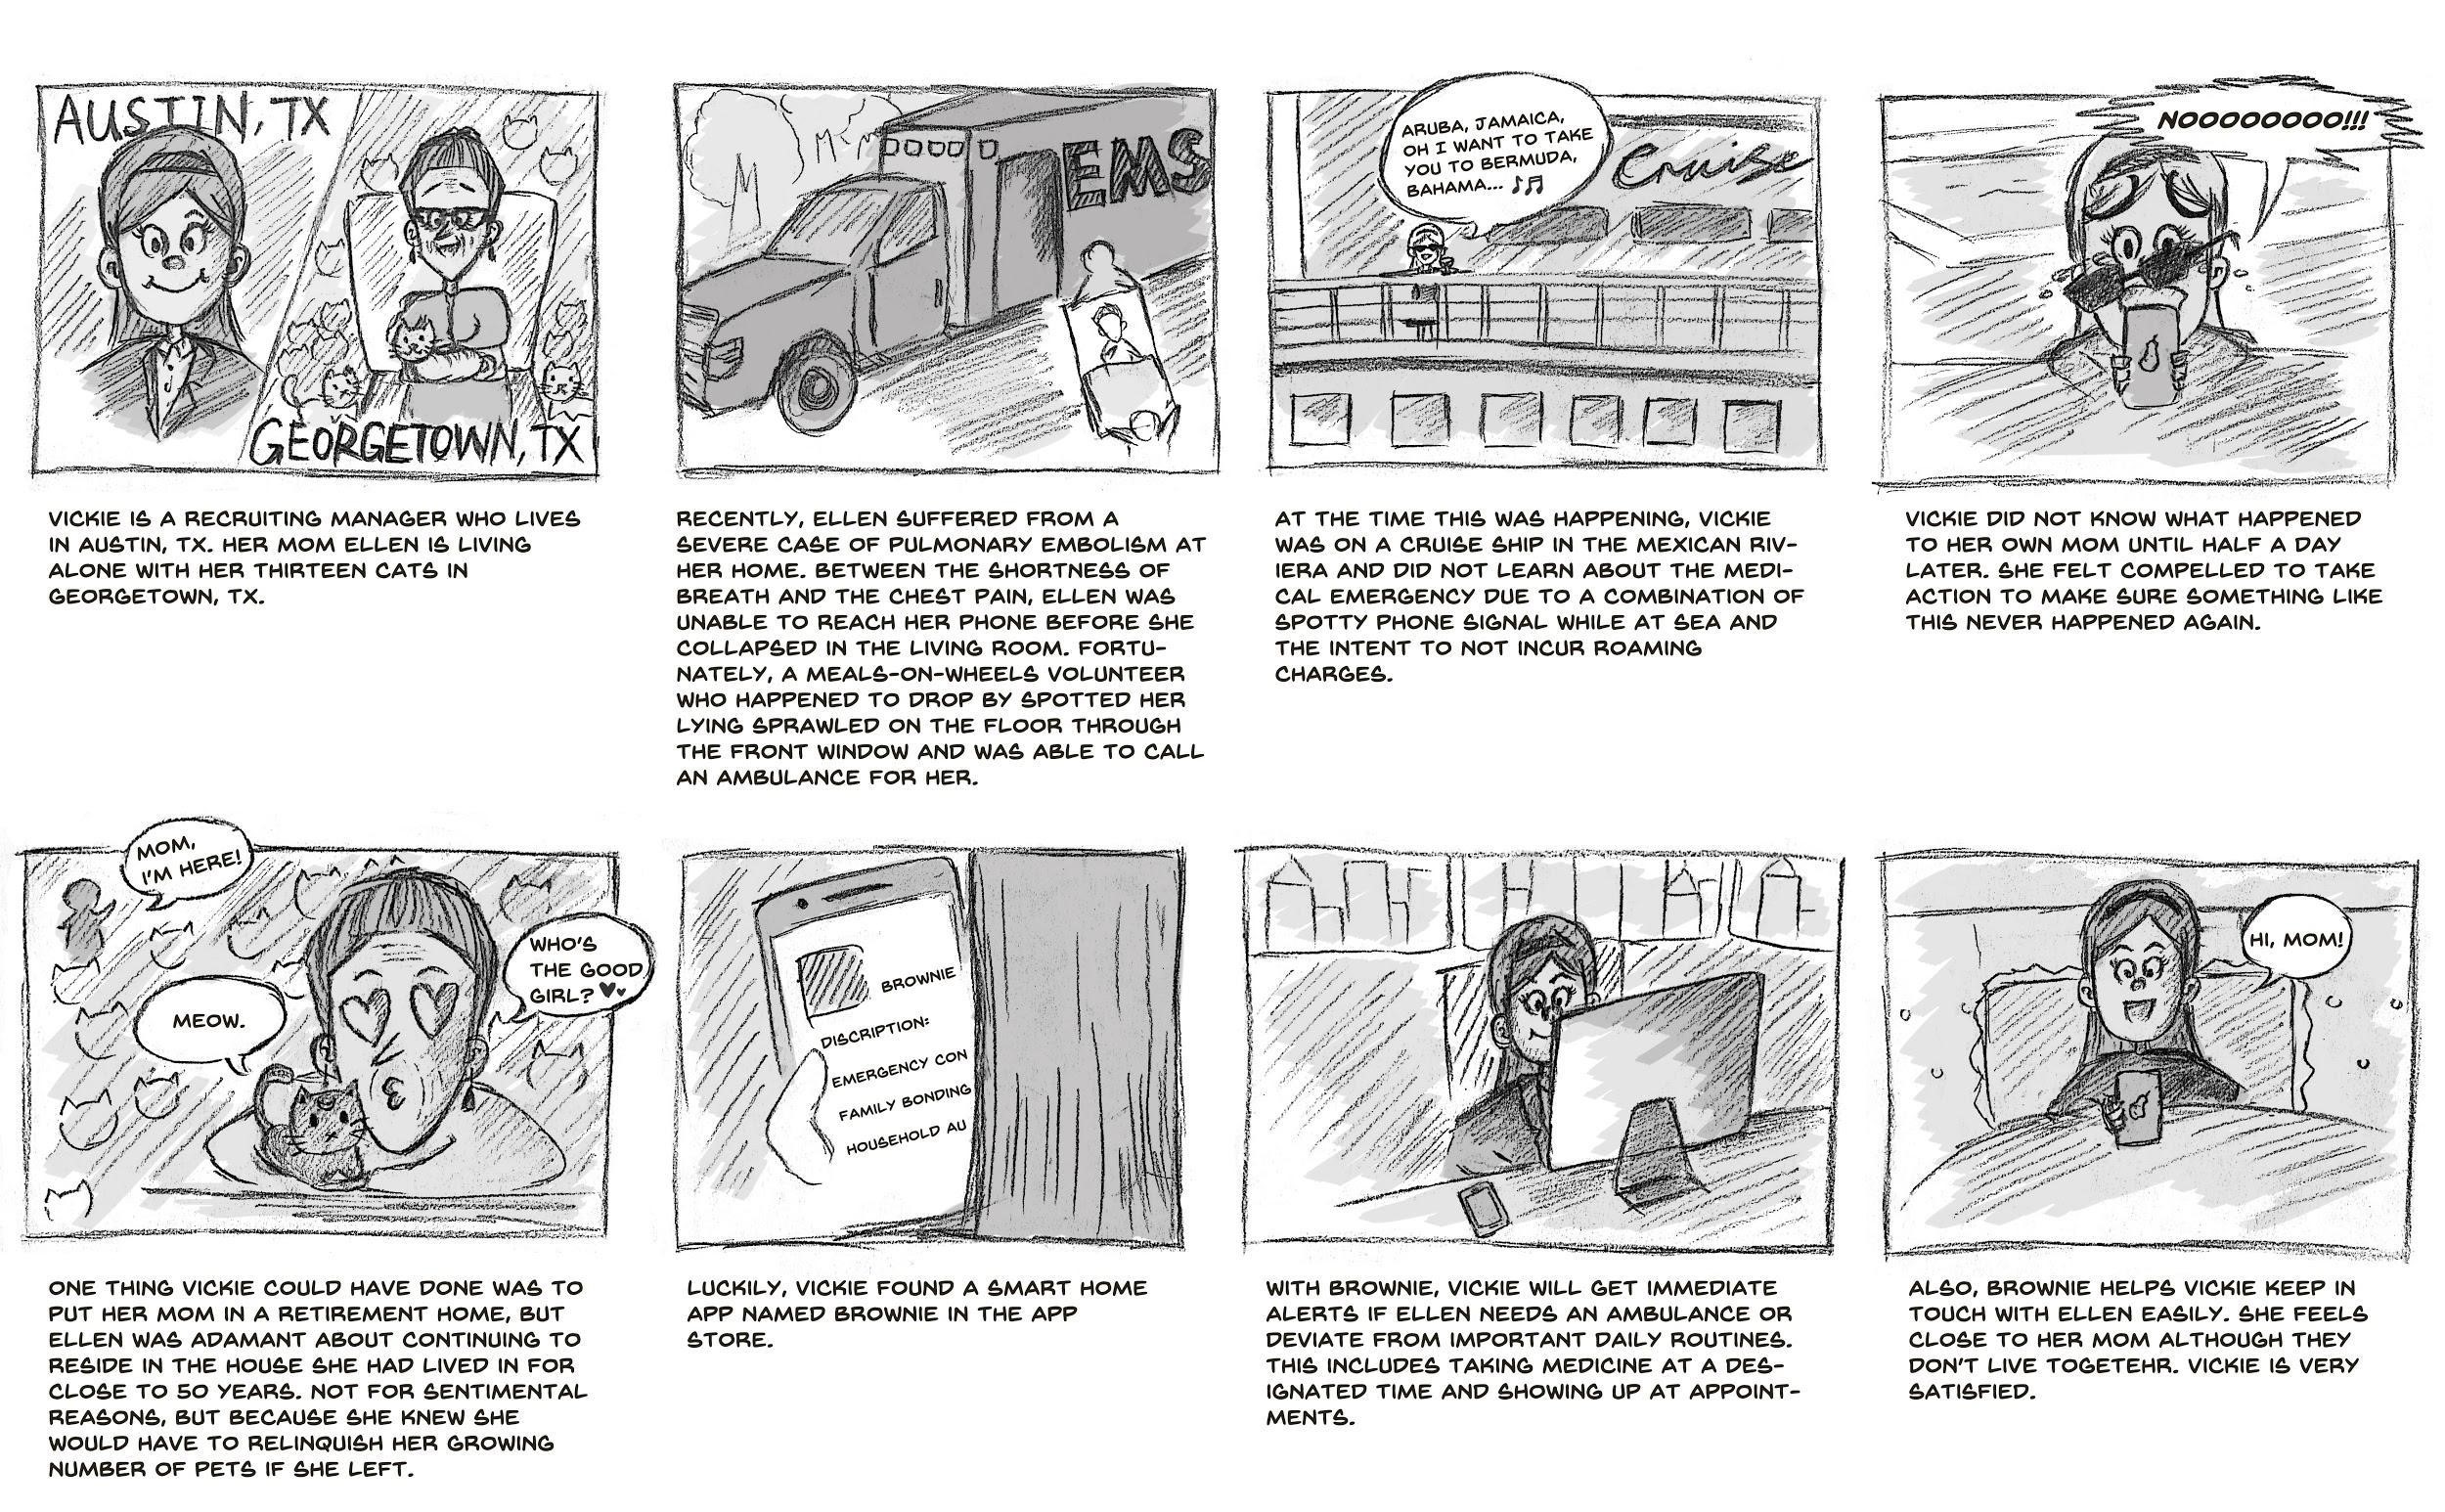 AUSTIN, TX
GEORGETOWN, TX
VICKIE IS A RECRUITING MANAGER WHO LIVES
IN AUSTIN, TX. HER MOM ELLEN IS LIVING
ALONE WITH HER THIRTEEN CATS IN
GEORGETOWN, TX.
EMS
RECENTLY, ELLEN SUFFERED FROM A
SEVERE CASE OF PULMONARY EMBOLISM AT
HER HOME. BETWEEN THE SHORTNESS OF
BREATH AND THE CHEST PAIN, ELLEN WAS
UNABLE TO REACH HER PHONE BEFORE SHE
COLLAPSED IN THE LIVING ROOM. FORTU-
NATELY, A MEALS-ON-WHEELS VOLUNTEER
WHO HAPPENED TO DROP BY SPOTTED HER
LYING SPRAWLED ON THE FLOOR THROUGH
THE FRONT WINDOW AND WAS ABLE TO CALL
AN AMBULANCE FOR HER.
ARUBA, JAMAICA,
OH I WANT TO TAKE
YOU TO BERMUDA,
BAHAMA... ♪♫
Cruise
AT THE TIME THIS WAS HAPPENING, VICKIE
WAS ON A CRUISE SHIP IN THE MEXICAN RIV-
IERA AND DID NOT LEARN ABOUT THE MEDI-
CAL EMERGENCY DUE TO A COMBINATION OF
SPOTTY PHONE SIGNAL WHILE AT SEA AND
THE INTENT TO NOT INCUR ROAMING
CHARGES.
NOOOOOOOO!!!
VICKIE DID NOT KNOW WHAT HAPPENED
TO HER OWN MOM UNTIL HALF A DAY
LATER. SHE FELT COMPELLED TO TAKE
ACTION TO MAKE SURE SOMETHING LIKE
THIS NEVER HAPPENED AGAIN.
MOM,
I'M HERE!
WHO'S
THE GOOD
GIRL? ♥♥
MEOW.
ONE THING VICKIE COULD HAVE DONE WAS TO
PUT HER MOM IN A RETIREMENT HOME, BUT
ELLEN WAS ADAMANT ABOUT CONTINUING TO
RESIDE IN THE HOUSE SHE HAD LIVED IN FOR
CLOSE TO 50 YEARS. NOT FOR SENTIMENTAL
REASONS, BUT BECAUSE SHE KNEW SHE
WOULD HAVE TO RELINQUISH HER GROWING
NUMBER OF PETS IF SHE LEFT.
BROWNIE
DISCRIPTION:
EMERGENCY CON
FAMILY BONDING
HOUSEHOLD AU
LUCKILY, VICKIE FOUND A SMART HOME
APP NAMED BROWNIE IN THE APP
STORE.
WITH BROWNIE, VICKIE WILL GET IMMEDIATE
ALERTS IF ELLEN NEEDS AN AMBULANCE OR
DEVIATE FROM IMPORTANT DAILY ROUTINES.
THIS INCLUDES TAKING MEDICINE AT A DES-
IGNATED TIME AND SHOWING UP AT APPOINT-
MENTS.
HI, MOM!
ALSO, BROWNIE HELPS VICKIE KEEP IN
TOUCH WITH ELLEN EASILY. SHE FEELS
CLOSE TO HER MOM ALTHOUGH THEY
DON'T LIVE TOGETEHR. VICKIE IS VERY
SATISFIED.